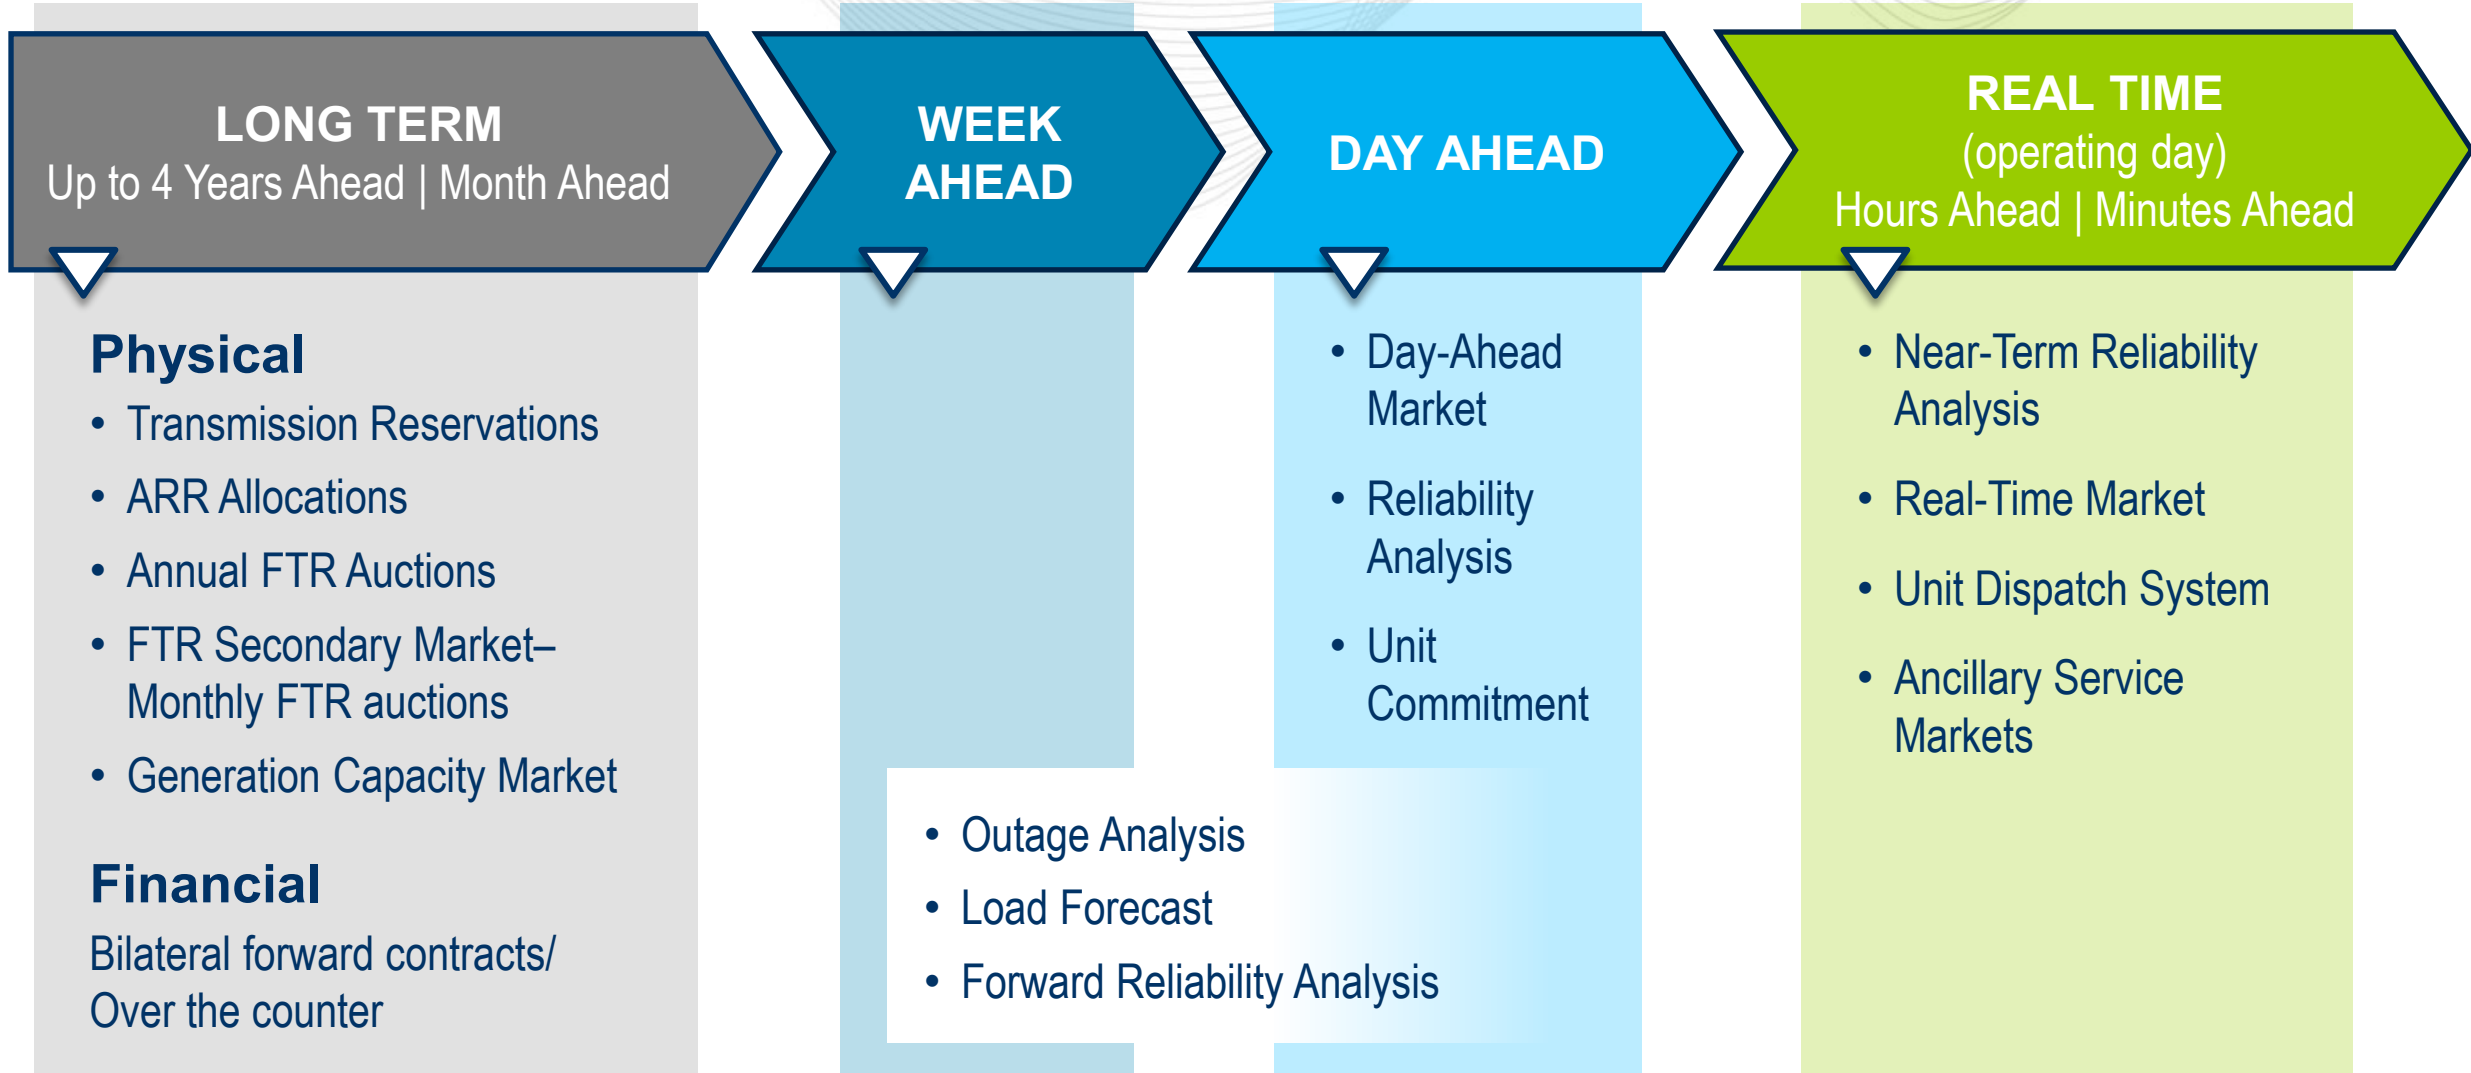 LONG TERM
Up to 4 Years Ahead | Month Ahead
WEEK
AHEAD
DAY AHEAD
REAL TIME
(operating day)
Hours Ahead | Minutes Ahead
Physical
• Transmission Reservations
• ARR Allocations
• Annual FTR Auctions
• FTR Secondary Market–
Monthly FTR auctions
• Generation Capacity Market
Financial
Bilateral forward contracts/
Over the counter
• Outage Analysis
• Load Forecast
• Forward Reliability Analysis
• Day-Ahead
Market
• Reliability
Analysis
• Unit
Commitment
• Near-Term Reliability
Analysis
• Real-Time Market
• Unit Dispatch System
• Ancillary Service
Markets